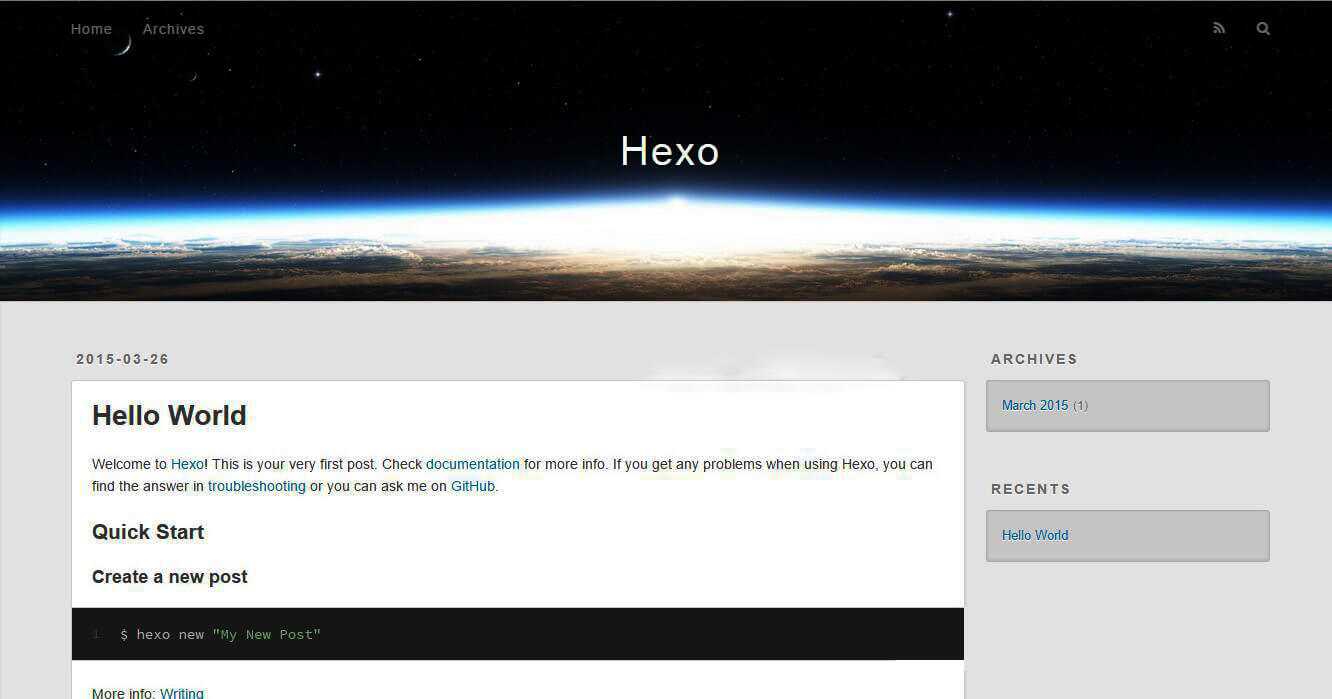 Home Archives
Hexo
2015-03-26
Hello World
Welcome to Hexo! This is your very first post. Check documentation for more info. If you get any problems when using Hexo, you can
find the answer in troubleshooting or you can ask me on GitHub.
Quick Start
Create a new post
1 $ hexo new "My New Post"
More info: Writing
ARCHIVES
March 2015 (1)
RECENTS
Hello World